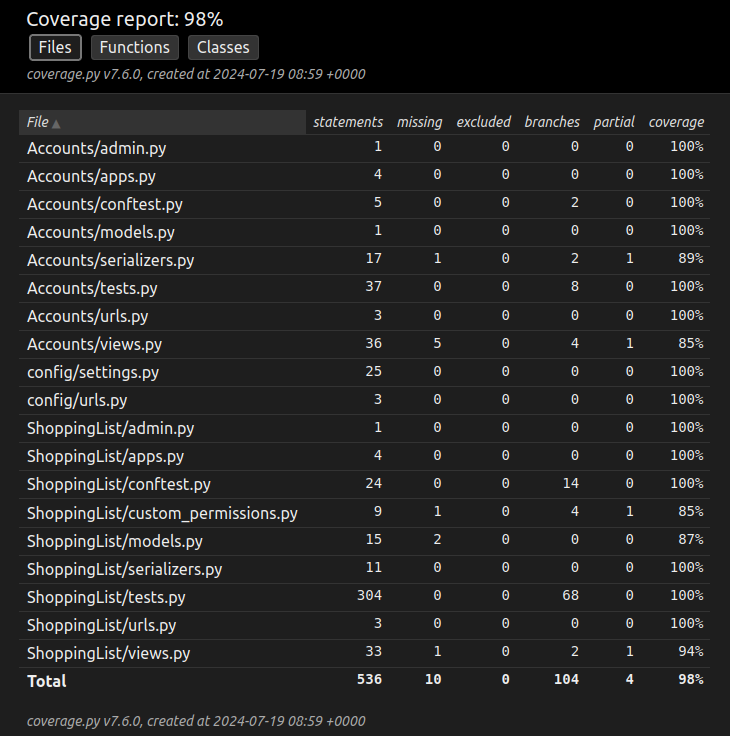 Coverage report: 98%
Files Functions Classes
coverage.py v7.6.0, created at 2024-07-19 08:59 +0000
File ▲ statements missing excluded branches partial coverage
Accounts/admin.py 1 0 0 0 0 100%
Accounts/apps.py 4 0 0 0 0 100%
Accounts/conftest.py 5 0 0 2 0 100%
Accounts/models.py 1 0 0 0 0 100%
Accounts/serializers.py 17 1 0 2 1 89%
Accounts/tests.py 37 0 0 8 0 100%
Accounts/urls.py 3 0 0 0 0 100%
Accounts/views.py 36 5 0 4 1 85%
config/settings.py 25 0 0 0 0 100%
config/urls.py 3 0 0 0 0 100%
ShoppingList/admin.py 1 0 0 0 0 100%
ShoppingList/apps.py 4 0 0 0 0 100%
ShoppingList/conftest.py 24 0 0 14 0 100%
ShoppingList/custom_permissions.py 9 1 0 4 1 85%
ShoppingList/models.py 15 2 0 0 0 87%
ShoppingList/serializers.py 11 0 0 0 0 100%
ShoppingList/tests.py 304 0 0 68 0 100%
ShoppingList/urls.py 3 0 0 0 0 100%
ShoppingList/views.py 33 1 0 2 1 94%
Total 536 10 0 104 4 98%
coverage.py v7.6.0, created at 2024-07-19 08:59 +0000